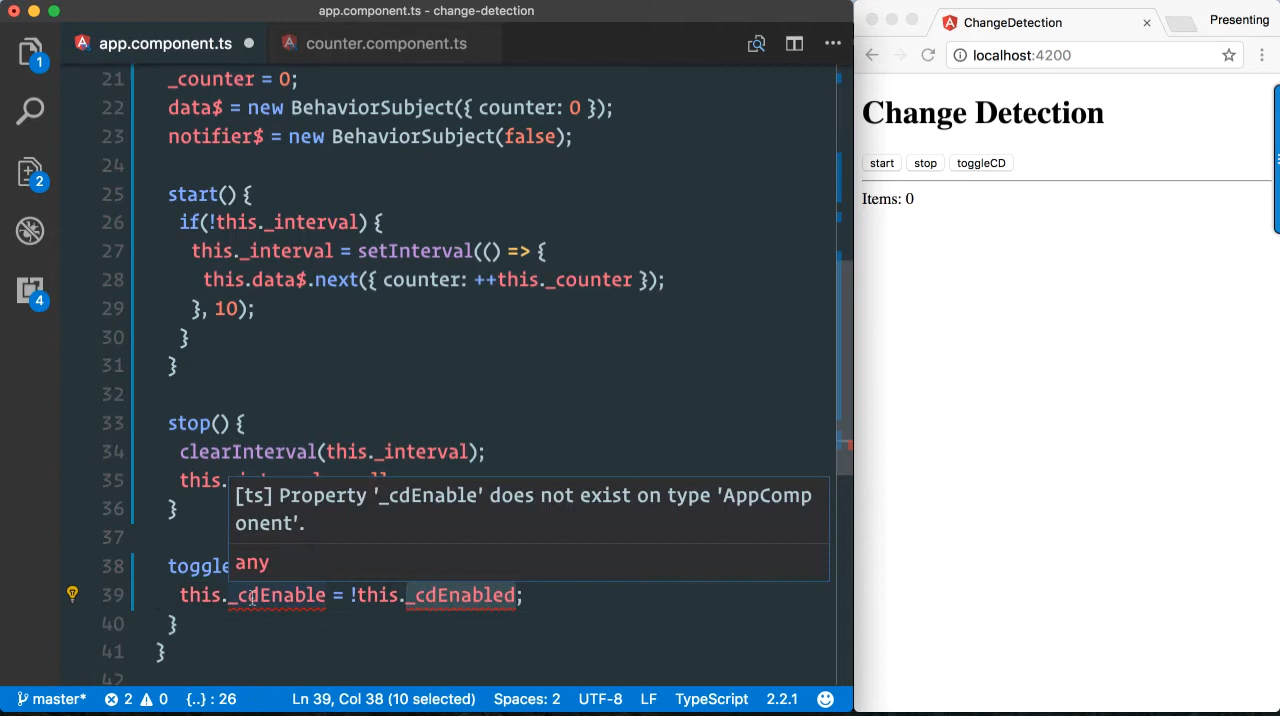 app.component.ts - change-detection
app.component.ts
counter.component.ts
ChangeDetection
Presenting
localhost:4200
1
2
4
21 _counter = 0;
22 data$ = new BehaviorSubject({ counter: 0 });
23 notifier$ = new BehaviorSubject(false);
24
25 start() {
26 if(!this._interval) {
27 this._interval = setInterval(() => {
28 this.data$.next({ counter: ++this._counter });
29 }, 10);
30 }
31 }
32
33 stop() {
34 clearInterval(this._interval);
35 this.
36 }
37
38 toggle
39 this._cdEnable = !this._cdEnabled;
40 }
41 }
42
[ts] Property '_cdEnable' does not exist on type 'AppComp
onent'.
any
master* 2 0 {..} : 26 Ln 39, Col 38 (10 selected) Spaces: 2 UTF-8 LF TypeScript 2.2.1
Change Detection
start stop toggleCD
Items: 0